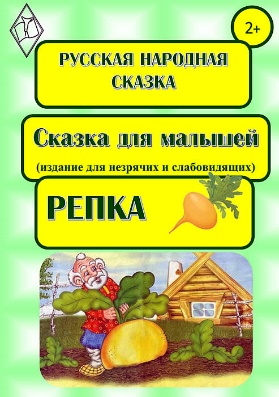 2+
РУССКАЯ НАРОДНАЯ
СКАЗКА
Сказка для малышей
(издание для незрячих и слабовидящих)
РЕПКА